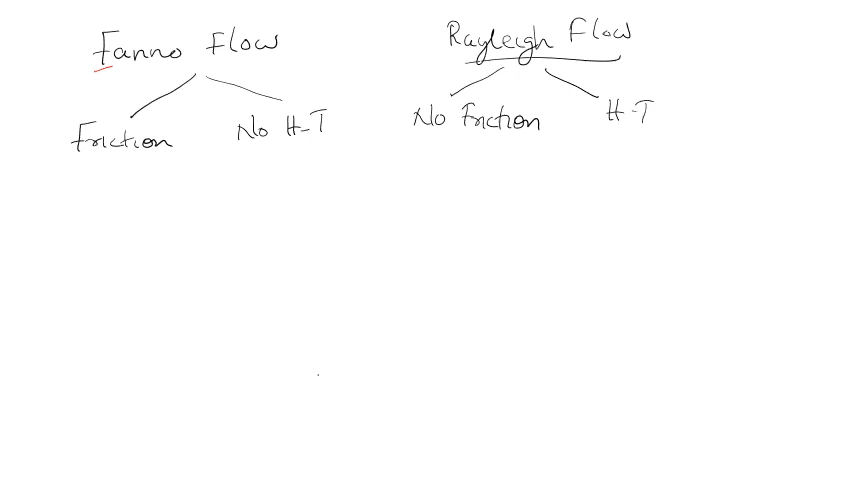 Fanno Flow
Rayleigh Flow
Friction
No H-T
No Friction
H-T